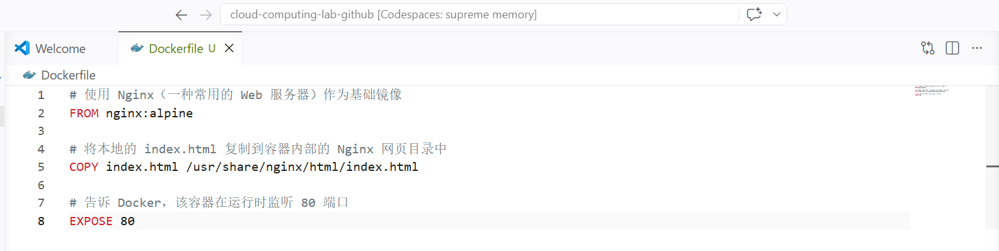 cloud-computing-lab-github [Codespaces: supreme memory]
Welcome
Dockerfile U
Dockerfile
1 # 使用 Nginx（一种常用的 Web 服务器）作为基础镜像
2 FROM nginx:alpine
3
4 # 将本地的 index.html 复制到容器内部的 Nginx 网页目录中
5 COPY index.html /usr/share/nginx/html/index.html
6
7 # 告诉 Docker，该容器在运行时监听 80 端口
8 EXPOSE 80